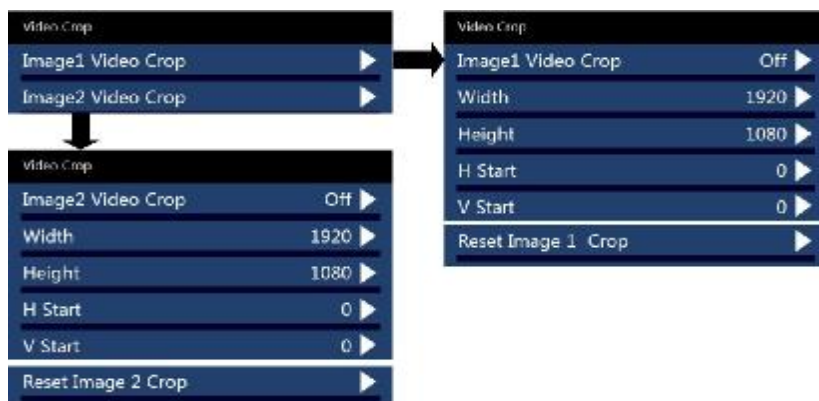 Video Crop
Image1 Video Crop
Image2 Video Crop
Video Crop
Image1 Video Crop Off
Width 1920
Height 1080
H Start 0
V Start 0
Reset Image 1 Crop
Video Crop
Image2 Video Crop Off
Width 1920
Height 1080
H Start 0
V Start 0
Reset Image 2 Crop